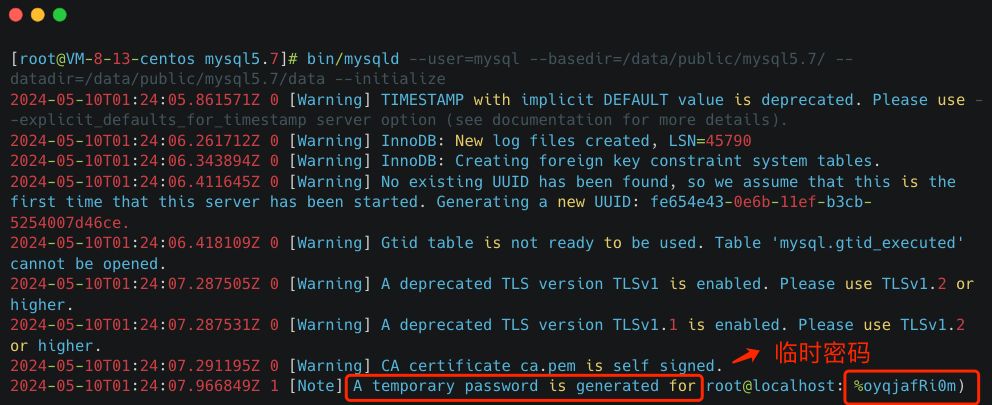 [root@VM-8-13-centos mysql5.7]# bin/mysqld --user=mysql --basedir=/data/public/mysql5.7/ --
datadir=/data/public/mysql5.7/data --initialize
2024-05-10T01:24:05.861571Z 0 [Warning] TIMESTAMP with implicit DEFAULT value is deprecated. Please use -
-explicit_defaults_for_timestamp server option (see documentation for more details).
2024-05-10T01:24:06.261712Z 0 [Warning] InnoDB: New log files created, LSN=45790
2024-05-10T01:24:06.343894Z 0 [Warning] InnoDB: Creating foreign key constraint system tables.
2024-05-10T01:24:06.411645Z 0 [Warning] No existing UUID has been found, so we assume that this is the
first time that this server has been started. Generating a new UUID: fe654e43-0e6b-11ef-b3cb-
5254007d46ce.
2024-05-10T01:24:06.418109Z 0 [Warning] Gtid table is not ready to be used. Table 'mysql.gtid_executed'
cannot be opened.
2024-05-10T01:24:07.287505Z 0 [Warning] A deprecated TLS version TLSv1 is enabled. Please use TLSv1.2 or
higher.
2024-05-10T01:24:07.287531Z 0 [Warning] A deprecated TLS version TLSv1.1 is enabled. Please use TLSv1.2
or higher.
2024-05-10T01:24:07.291195Z 0 [Warning] CA certificate ca.pem is self signed.
临时密码
2024-05-10T01:24:07.966849Z 1 [Note] A temporary password is generated for root@localhost: %oyqjafRi0m)